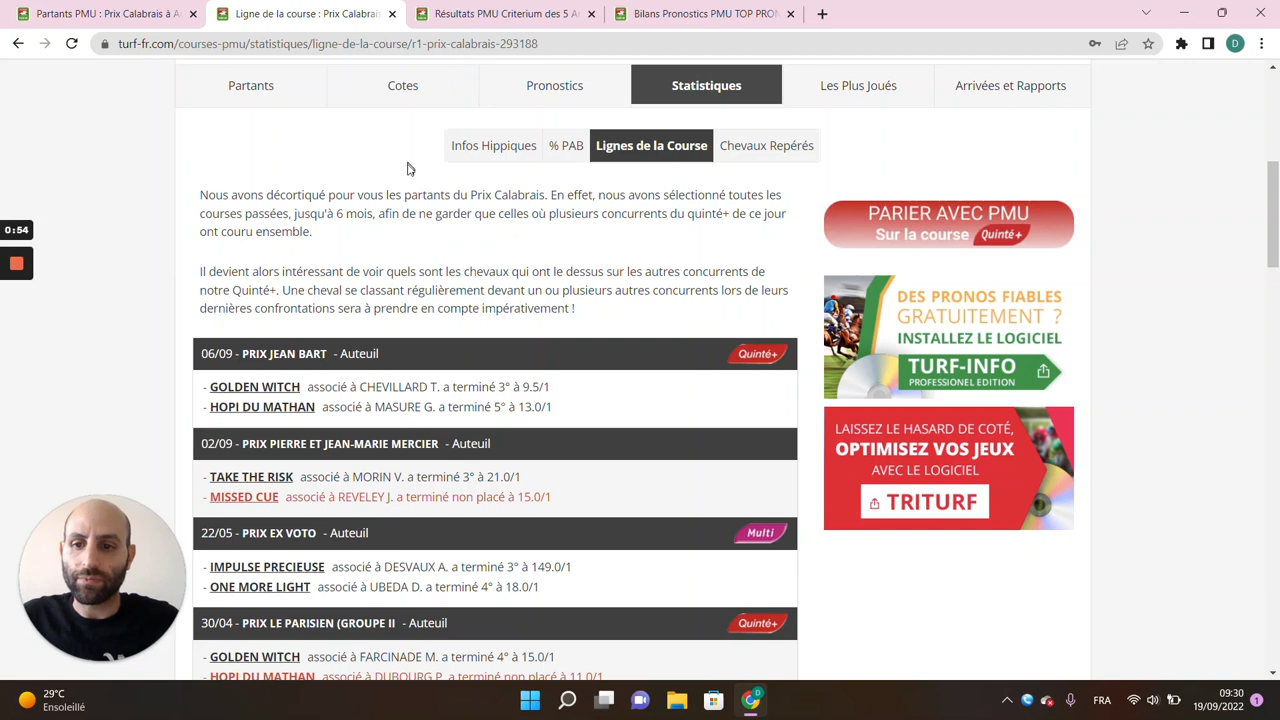 Partants PMU : Prix Calabrais à A
Ligne de la course : Prix Calabrais
Résultats PMU Criterium des 5 A
Bilans Pronostics PMU TOP PRON
turf-fr.com/courses-pmu/statistiques/ligne-de-la-course/r1-prix-calabrais-293188
D
Partants
Cotes
Pronostics
Statistiques
Les Plus Joués
Arrivées et Rapports
Infos Hippiques
% PAB
Lignes de la Course
Chevaux Repérés
Nous avons décortiqué pour vous les partants du Prix Calabrais. En effet, nous avons sélectionné toutes les
courses passées, jusqu'à 6 mois, afin de ne garder que celles où plusieurs concurrents du quinté+ de ce jour
ont couru ensemble.
Il devient alors intéressant de voir quels sont les chevaux qui ont le dessus sur les autres concurrents de
notre Quinté+. Une cheval se classant régulièrement devant un ou plusieurs autres concurrents lors de leurs
dernières confrontations sera à prendre en compte impérativement !
06/09 - PRIX JEAN BART - Auteuil
Quinté+
- GOLDEN WITCH associé à CHEVILLARD T. a terminé 3° à 9.5/1
- HOPI DU MATHAN associé à MASURE G. a terminé 5° à 13.0/1
02/09 - PRIX PIERRE ET JEAN-MARIE MERCIER - Auteuil
- TAKE THE RISK associé à MORIN V. a terminé 3° à 21.0/1
- MISSED CUE associé à REVELEY J. a terminé non placé à 15.0/1
22/05 - PRIX EX VOTO - Auteuil
Multi
- IMPULSE PRECIEUSE associé à DESVAUX A. a terminé 3° à 149.0/1
- ONE MORE LIGHT associé à UBEDA D. a terminé 4° à 18.0/1
30/04 - PRIX LE PARISIEN (GROUPE II - Auteuil
Quinté+
- GOLDEN WITCH associé à FARCINADE M. a terminé 4° à 15.0/1
- HOPI DU MATHAN associé à DUBOURG P. a terminé non placé à 11.0/1
PARIER AVEC PMU
Sur la course Quinté+
DES PRONOS FIABLES
GRATUITEMENT ?
INSTALLEZ LE LOGICIEL
TURF-INFO
PROFESSIONEL EDITION
LAISSEZ LE HASARD DE COTÉ,
OPTIMISEZ VOS JEUX
AVEC LE LOGICIEL
TRITURF
0:54
29°C
Ensoleillé
D
FRA
09:30
19/09/2022
1